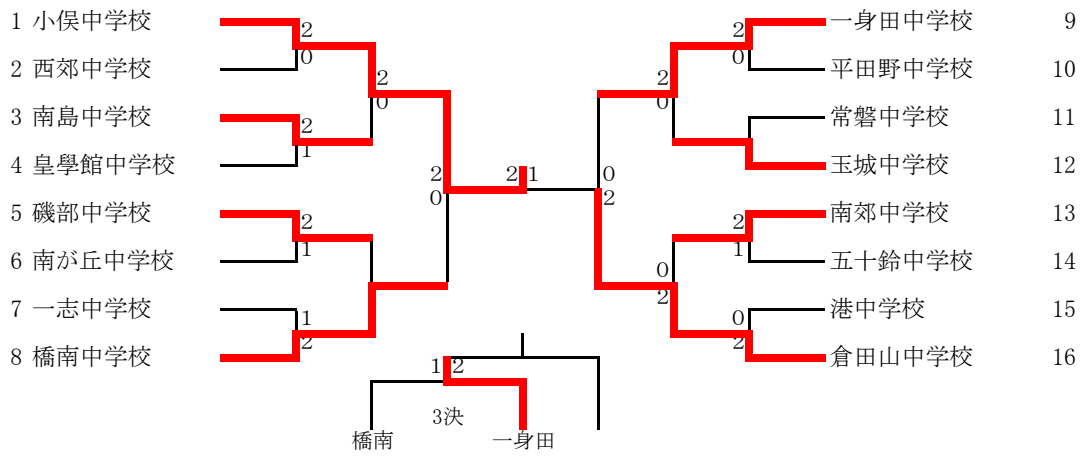 1 小俣中学校
2 西郊中学校
3 南島中学校
4 皇學館中学校
5 磯部中学校
6 南が丘中学校
7 一志中学校
8 橋南中学校
2
0
2
1
2
1
1
2
2
0
2
0
2 1
0
2
2
0
0
2
2
0
2
1
0
2
一身田中学校 9
平田野中学校 10
常磐中学校 11
玉城中学校 12
南郊中学校 13
五十鈴中学校 14
港中学校 15
倉田山中学校 16
1 2
3決
橋南 一身田